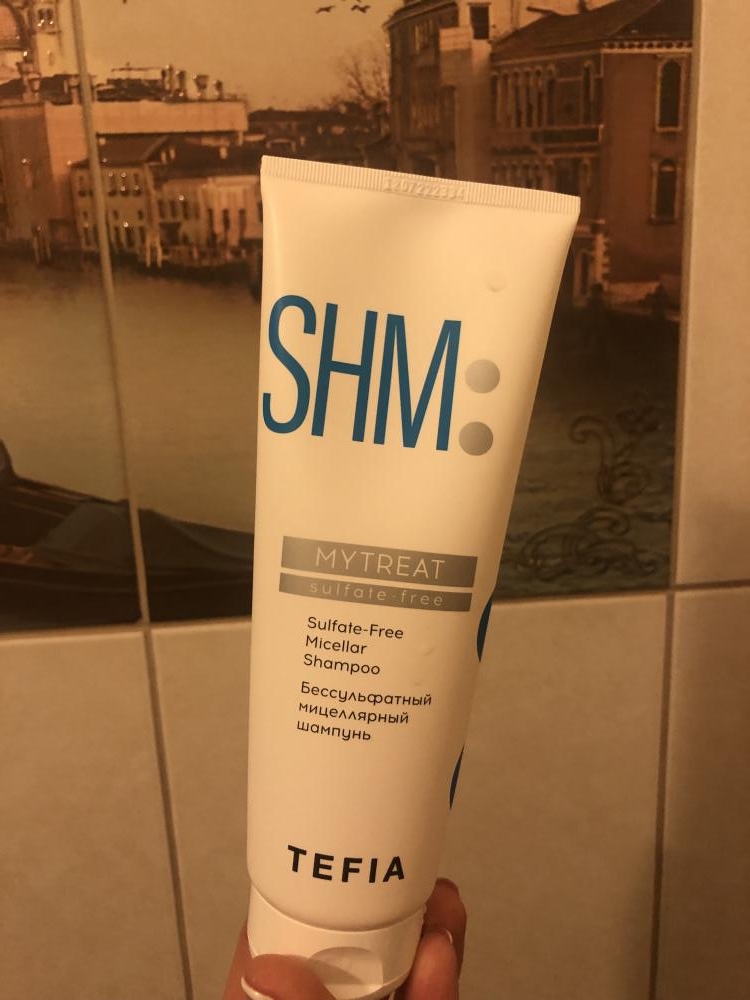 SHM:
MYTREAT
sulfate-free
Sulfate-Free
Micellar
Shampoo
Бессульфатный
мицеллярный
шампунь
TEFIA